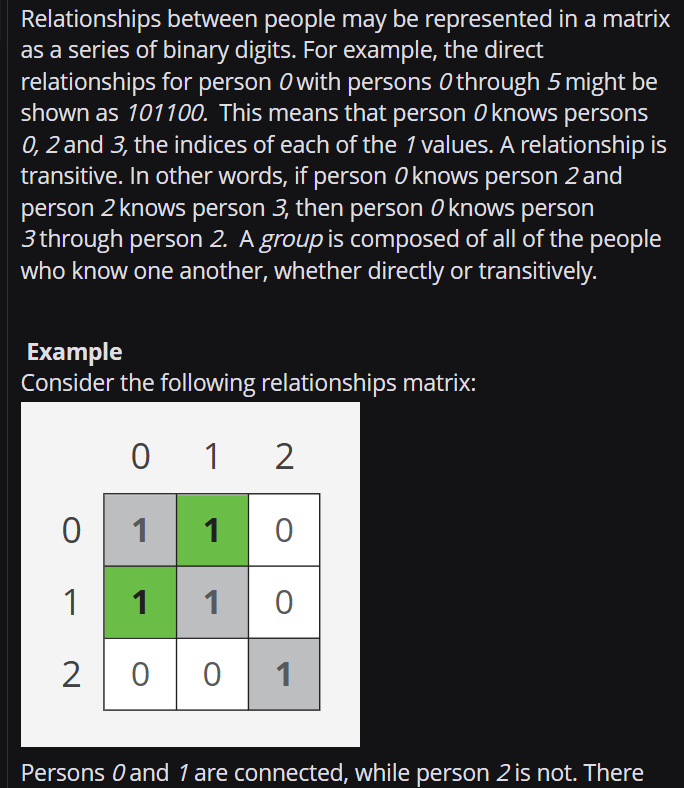 Relationships between people may be represented in a matrix
as a series of binary digits. For example, the direct
relationships for person 0 with persons 0 through 5 might be
shown as 101100.  This means that person 0 knows persons
0, 2 and 3, the indices of each of the 1 values. A relationship is
transitive. In other words, if person 0 knows person 2 and
person 2 knows person 3, then person 0 knows person
3 through person 2.  A group is composed of all of the people
who know one another, whether directly or transitively.
Example
Consider the following relationships matrix:
0 1 2
0 1 1 0
1 1 1 0
2 0 0 1
Persons 0 and 1 are connected, while person 2 is not. There